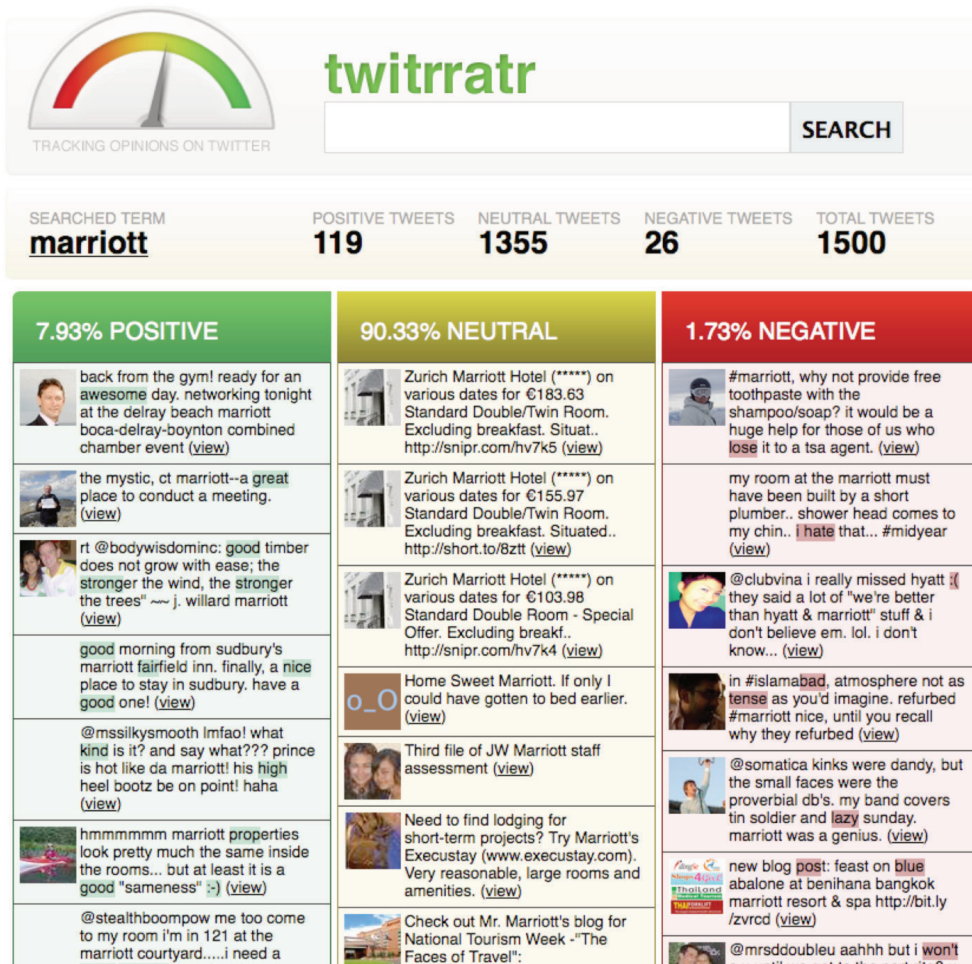 twitrratr
SEARCH
TRACKING OPINIONS ON TWITTER
SEARCHED TERM
marriott
POSITIVE TWEETS
119
NEUTRAL TWEETS
1355
NEGATIVE TWEETS
26
TOTAL TWEETS
1500
7.93% POSITIVE
back from the gym! ready for an
awesome day. networking tonight
at the delray beach marriott
boca-delray-boynton combined
chamber event (view)
the mystic, ct marriott--a great
place to conduct a meeting.
(view)
rt @bodywisdominc: good timber
does not grow with ease; the
stronger the wind, the stronger
the trees" ~~ j. willard marriott
(view)
good morning from sudbury's
marriott fairfield inn. finally, a nice
place to stay in sudbury. have a
good one! (view)
@mssilkysmooth lmfao! what
kind is it? and say what??? prince
is hot like da marriott! his high
heel bootz be on point! haha
(view)
hmmmmmm marriott properties
look pretty much the same inside
the rooms... but at least it is a
good "sameness" :-) (view)
@stealthboompow me too come
to my room i'm in 121 at the
marriott courtyard.....i need a
90.33% NEUTRAL
Zurich Marriott Hotel (*****) on
various dates for €183.63
Standard Double/Twin Room.
Excluding breakfast. Situat..
http://snipr.com/hv7k5 (view)
Zurich Marriott Hotel (*****) on
various dates for €155.97
Standard Double/Twin Room.
Excluding breakfast. Situated..
http://short.to/8ztt (view)
Zurich Marriott Hotel (*****) on
various dates for €103.98
Standard Double Room - Special
Offer. Excluding breakf..
http://snipr.com/hv7k4 (view)
o_O
Home Sweet Marriott. If only I
could have gotten to bed earlier.
(view)
Third file of JW Marriott staff
assessment (view)
Need to find lodging for
short-term projects? Try Marriott's
Execustay (www.execustay.com).
Very reasonable, large rooms and
amenities. (view)
Check out Mr. Marriott's blog for
National Tourism Week -"The
Faces of Travel":
1.73% NEGATIVE
#marriott, why not provide free
toothpaste with the
shampoo/soap? it would be a
huge help for those of us who
lose it to a tsa agent. (view)
my room at the marriott must
have been built by a short
plumber.. shower head comes to
my chin.. i hate that... #midyear
(view)
@clubvina i really missed hyatt :(
they said a lot of "we're better
than hyatt & marriott" stuff & i
don't believe em. lol. i don't
know... (view)
in #islamabad, atmosphere not as
tense as you'd imagine. refurbed
#marriott nice, until you recall
why they refurbed (view)
@somatica kinks were dandy, but
the small faces were the
proverbial db's. my band covers
tin soldier and lazy sunday.
marriott was a genius. (view)
ThaiLand
new blog post: feast on blue
abalone at benihana bangkok
marriott resort & spa http://bit.ly
/zvrcd (view)
@mrsddoubleu aahhh but i won't